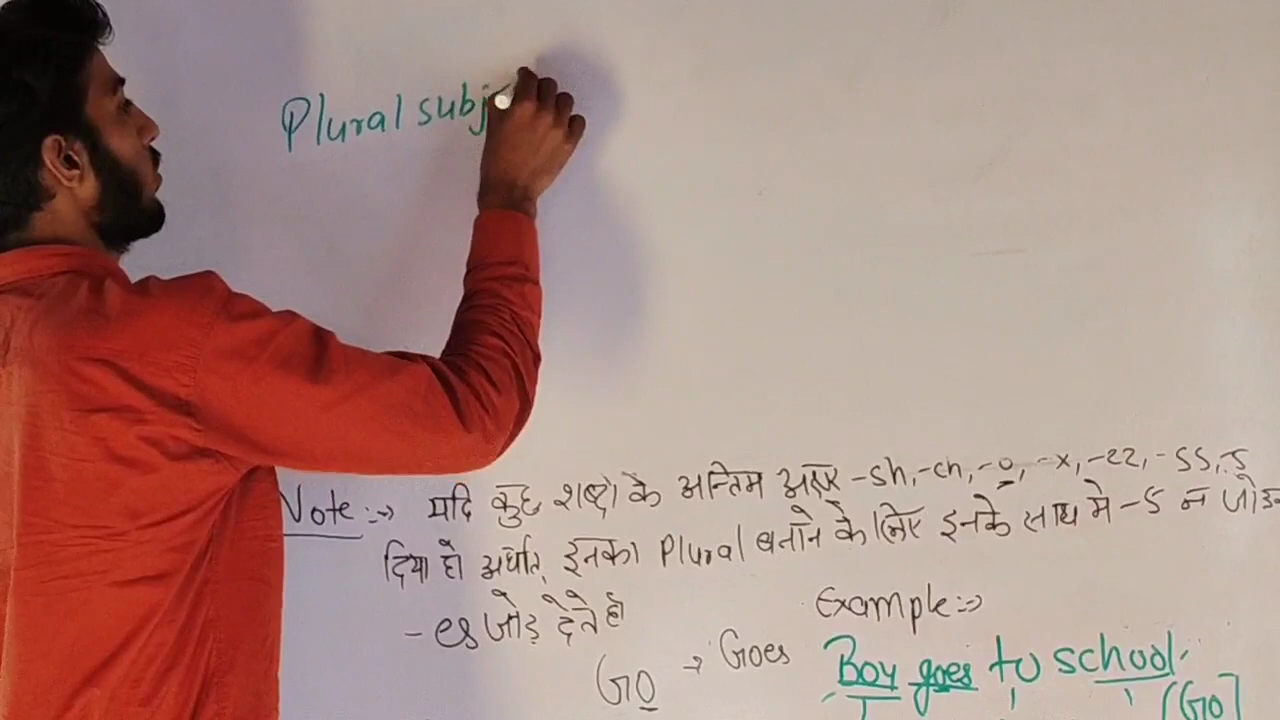 Plural subj
Note:→ यदि कुछ शब्दो के अन्तिम अक्षर -sh, -ch, -o, -x, -zz, -ss, s
दिया हो अर्थात्, इनका Plural बनाने के लिए इनके साथ मे -s न जोड़
-es जोड़ देते है
Example:→
Go → Goes
Boy goes to school.
[Go]